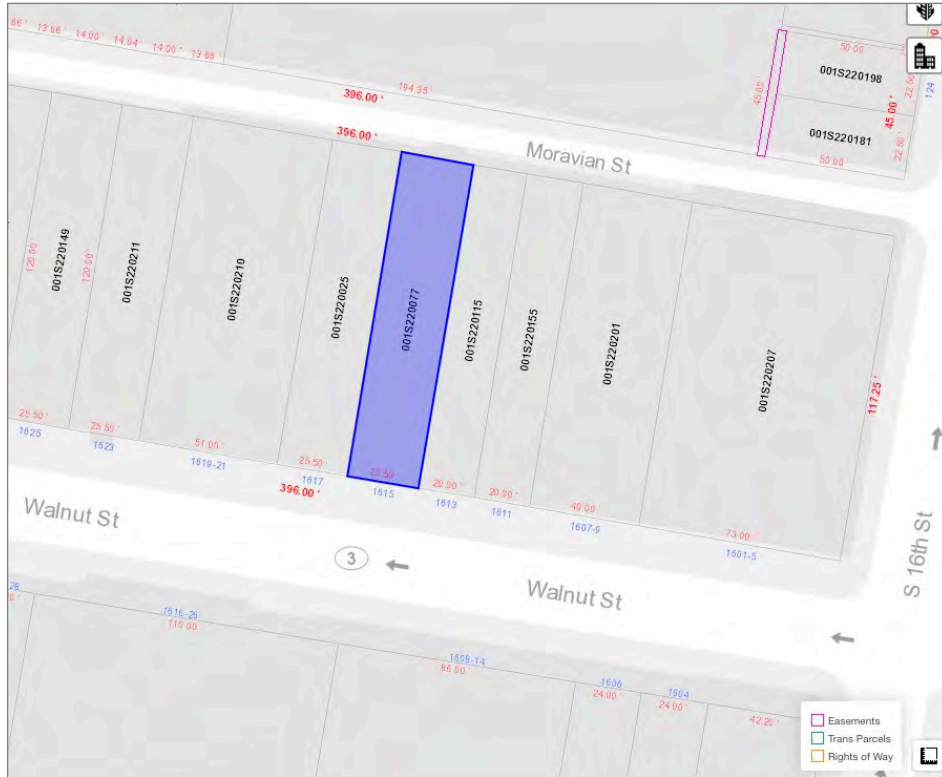 13.66 '
14.00 '
14.04 '
14.00 '
13.66 '
194.35'
396.00 '
396.00 '
Moravian St
50.00
001S220198
22.50 '
45.00
45.00 '
124
001S220181
22.50 '
50.00
120.00 '
001S220149
120.00 '
001S220211
001S220210
001S220025
001S220077
001S220115
001S220155
001S220201
001S220207
117.25 '
25.50 '
1625
25.50 '
1623
51.00 '
1619-21
25.50
1617
396.00 '
25.50
1615
20.00 '
1613
20.00 '
1611
40.00
1607-9
73.00
1601-5
Walnut St
3
Walnut St
S 16th St
28
1616-26
110.00
1608-14
86.00 '
1606
24.00 '
1604
24.00 '
42.20 '
Easements
Trans Parcels
Rights of Way